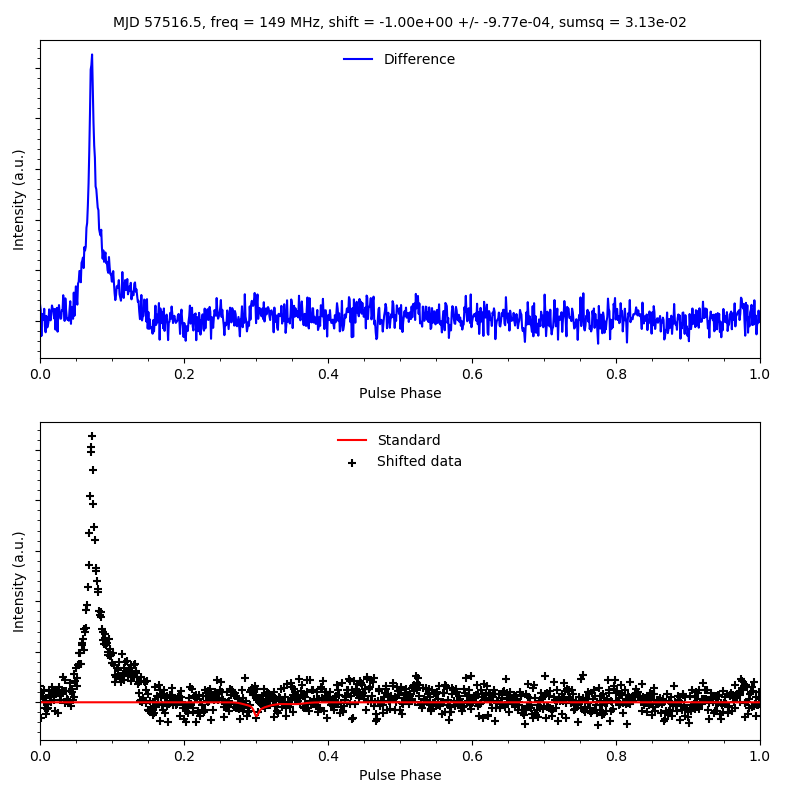 MJD 57516.5, freq = 149 MHz, shift = -1.00e+00 +/- -9.77e-04, sumsq = 3.13e-02
Difference
Intensity (a.u.)
0.0 0.2 0.4 0.6 0.8 1.0
Pulse Phase
Standard
Shifted data
Intensity (a.u.)
0.0 0.2 0.4 0.6 0.8 1.0
Pulse Phase